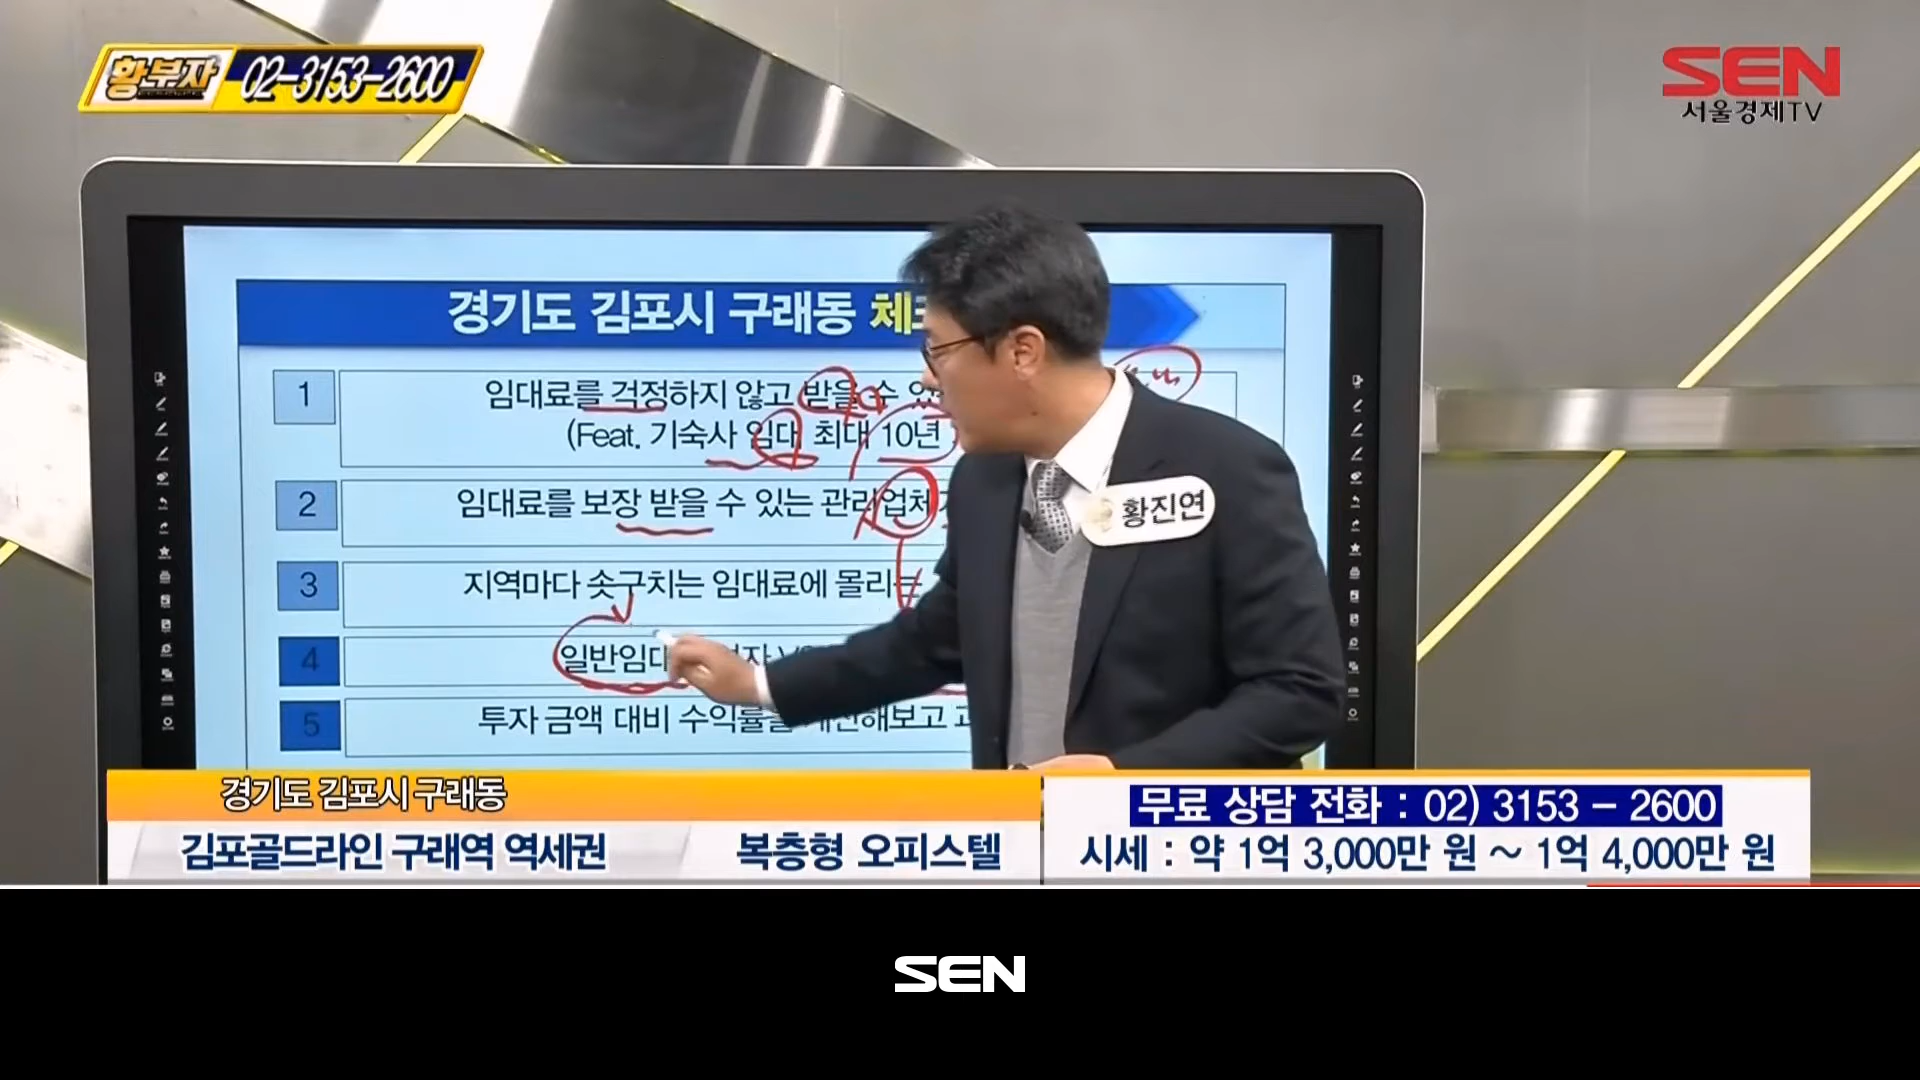 황부자 02-3153-2600
SEN
서울경제TV
경기도 김포시 구래동
1 임대료를 걱정하지 않고 받을 수
(Feat. 기숙사 임대 최대 10년
2 임대료를 보장 받을 수 있는 관리업체
3 지역마다 솟구치는 임대료에 몰리는
4 일반임대
5 투자 금액 대비 수익률을
황진연
경기도 김포시 구래동
김포골드라인 구래역 역세권 복층형 오피스텔
무료 상담 전화 : 02) 3153 - 2600
시세 : 약 1억 3,000만 원 ~ 1억 4,000만 원
SEN